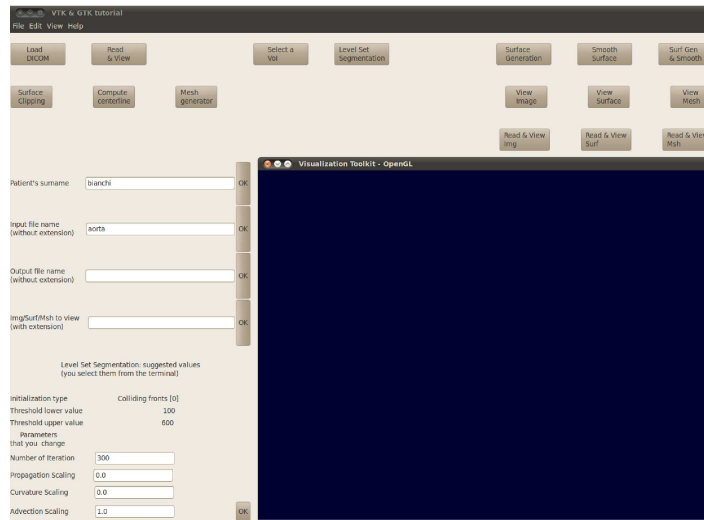 VTK & GTK tutorial
File Edit View Help
Load
DICOM
Read
& View
Select a
VoI
Level Set
Segmentation
Surface
Generation
Smooth
Surface
Surf Gen
& Smooth
Surface
Clipping
Compute
centerline
Mesh
generator
View
Image
View
Surface
View
Mesh
Read & View
Img
Read & View
Surf
Read & View
Msh
Visualization Toolkit - OpenGL
Patient's surname
bianchi
OK
Input file name
(without extension)
aorta
OK
Output file name
(without extension)
OK
Img/Surf/Msh to view
(with extension)
OK
Level Set Segmentation: suggested values
(you select them from the terminal)
Initialization type Colliding fronts [0]
Threshold lower value 100
Threshold upper value 600
Parameters
that you change
Number of Iteration 300
Propagation Scaling 0.0
Curvature Scaling 0.0
Advection Scaling 1.0
OK